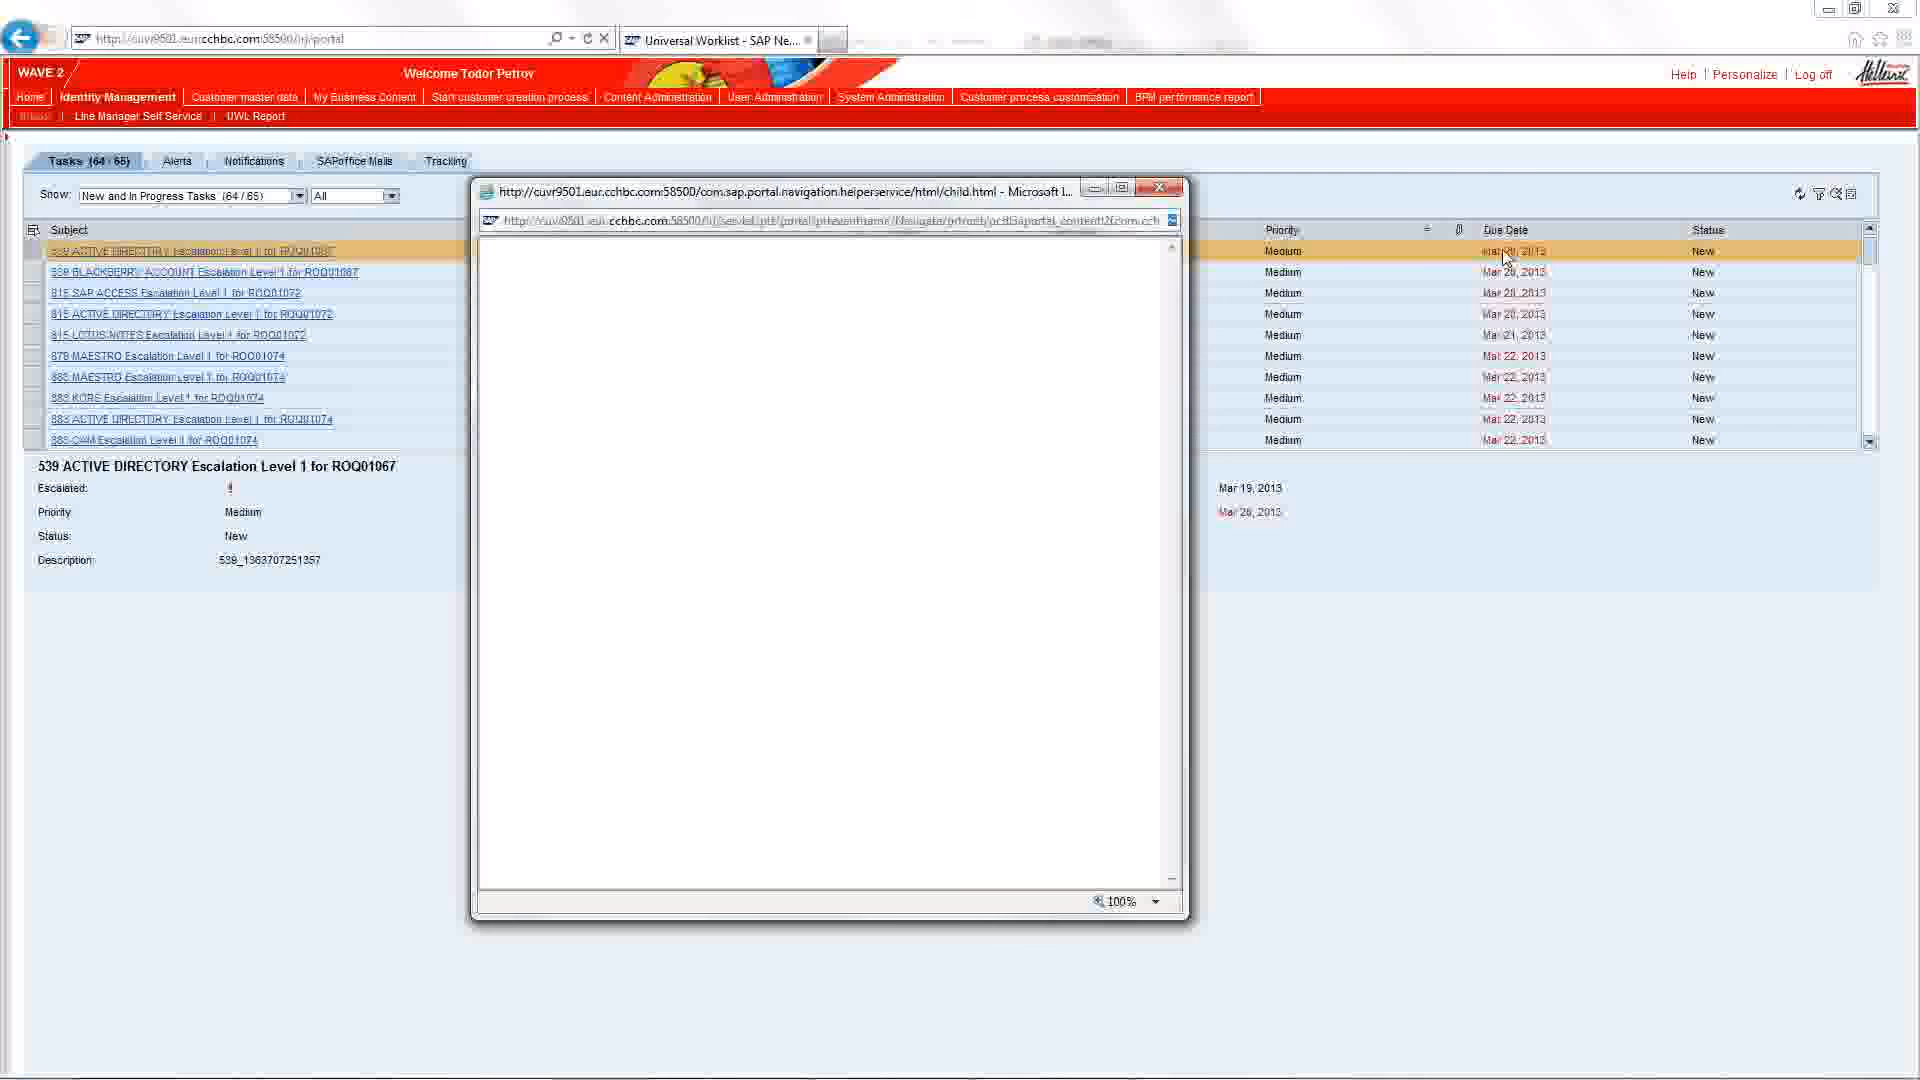 http://cuvr9501.eur.cchbc.com:58500/irj/portal
Universal Worklist - SAP Ne...
WAVE 2
Welcome Todor Petrov
Help
Personalize
Log off
Hellenic
Home
Identity Management
Customer master data
My Business Content
Start customer creation process
Content Administration
User Administration
System Administration
Customer process customization
BPM performance report
Line Manager Self Service
UWL Report
Tasks (64 / 65)
Alerts
Notifications
SAPoffice Mails
Tracking
Show:
New and In Progress Tasks (64 / 65)
All
http://cuvr9501.eur.cchbc.com:58500/com.sap.portal.navigation.helperservice/html/child.html - Microsoft I...
Subject
Priority
Due Date
Status
539 ACTIVE DIRECTORY Escalation Level 1 for ROQ01067
Medium
New
539 BLACKBERRY ACCOUNT Escalation Level 1 for ROQ01067
Medium
Mar 20, 2013
New
815 SAP ACCESS Escalation Level 1 for ROQ01072
Medium
Mar 20, 2013
New
815 ACTIVE DIRECTORY Escalation Level 1 for ROQ01072
Medium
Mar 20, 2013
New
815 LOTUS NOTES Escalation Level 1 for ROQ01072
Medium
Mar 21, 2013
New
MAESTRO Escalation Level 1 for ROQ01074
Medium
Mar 22, 2013
New
883 MAESTRO Escalation Level 1 for ROQ01074
Medium
Mar 22, 2013
New
883 KORS Escalation Level 1 for ROQ01074
Medium
Mar 22, 2013
New
883 ACTIVE DIRECTORY Escalation Level 1 for ROQ01074
Medium
Mar 22, 2013
New
Escalation Level 1 for ROQ01074
Medium
Mar 22, 2013
New
539 ACTIVE DIRECTORY Escalation Level 1 for ROQ01067
Escalated:
Mar 19, 2013
Priority:
Medium
Mar 20, 2013
Status:
New
Description:
539_1363707251357
100%